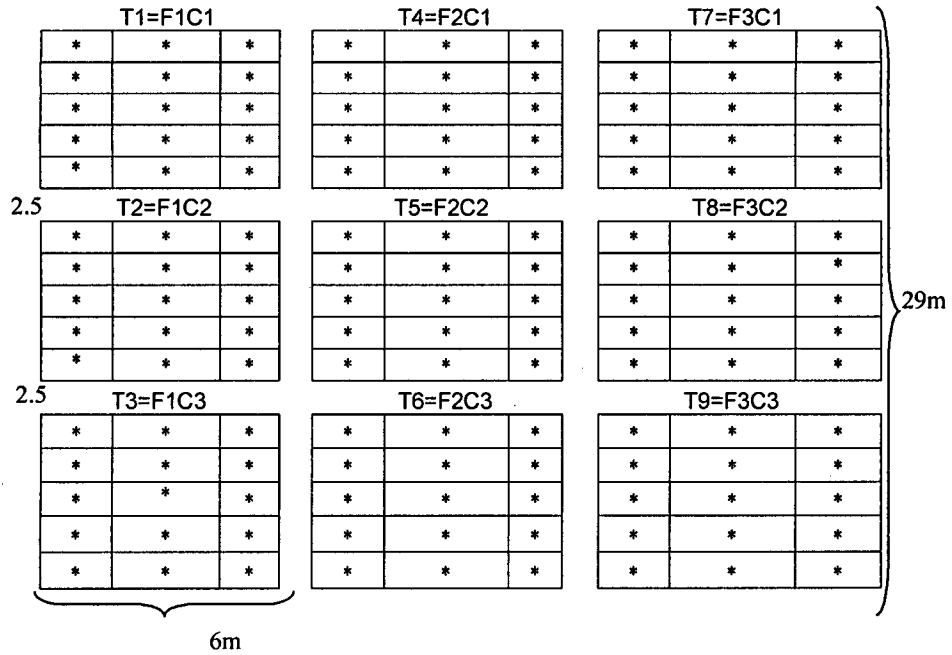 T1=F1C1 T4=F2C1 T7=F3C1
* * * * * * * * *
* * * * * * * * *
* * * * * * * * *
* * * * * * * * *
* * * * * * * * *
2.5 T2=F1C2 T5=F2C2 T8=F3C2
* * * * * * * * *
* * * * * * * * *
* * * * * * * * *
29m
* * * * * * * * *
* * * * * * * * *
2.5 T3=F1C3 T6=F2C3 T9=F3C3
* * * * * * * * *
* * * * * * * * *
* * * * * * * * *
* * * * * * * * *
* * * * * * * * *
6m